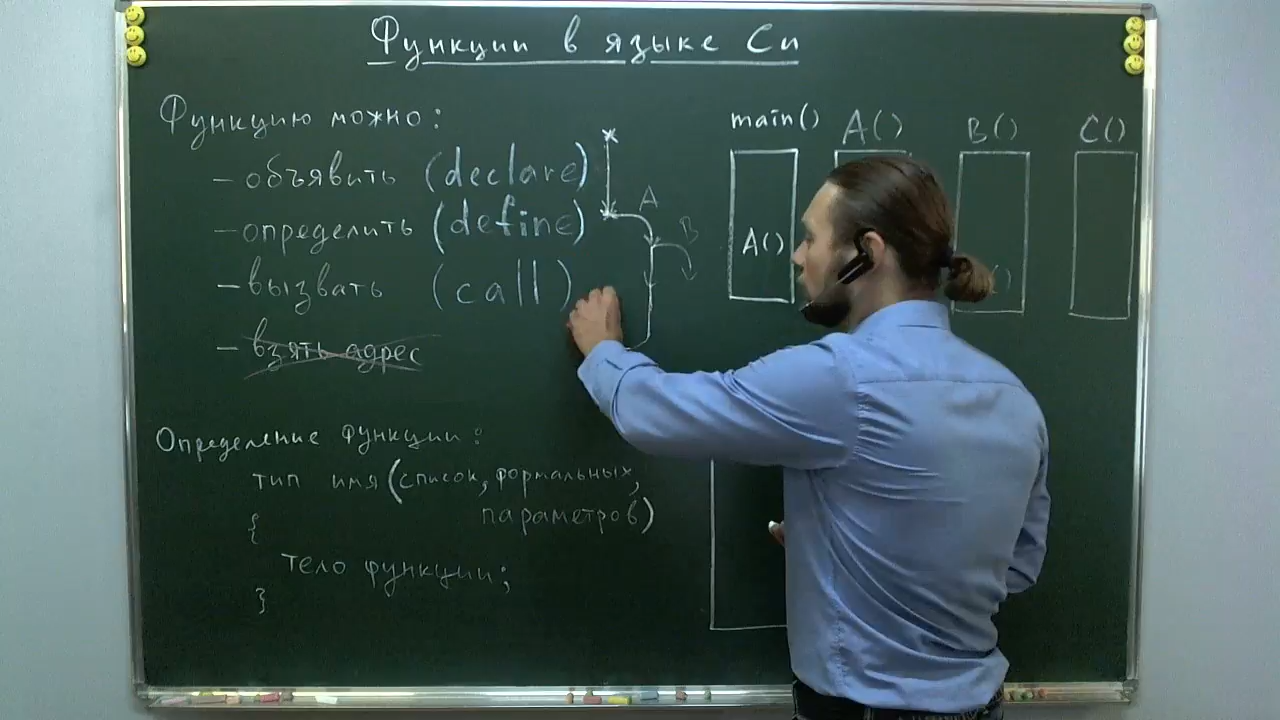 Функции в языке Си
Функцию можно:
- объявить (declare)
- определить (define)
- вызвать (call)
- взять адрес
A
B
main() A() B() C()
A()
)
Определение функции:
тип имя (список, формальных,
параметров)
{
тело функции;
}